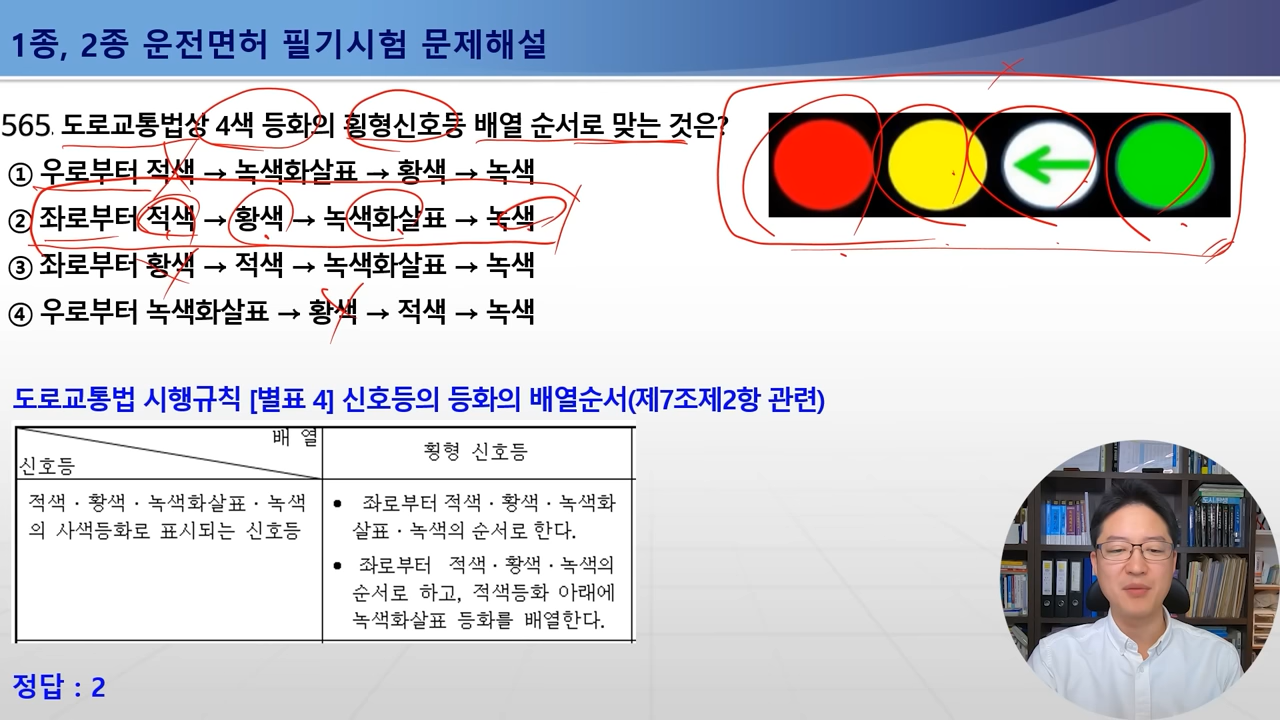 1종, 2종 운전면허 필기시험 문제해설
565. 도로교통법상 4색 등화의 횡형신호등 배열 순서로 맞는 것은?
① 우로부터 적색 → 녹색화살표 → 황색 → 녹색
② 좌로부터 적색 → 황색 → 녹색화살표 → 녹색
③ 좌로부터 황색 → 적색 → 녹색화살표 → 녹색
④ 우로부터 녹색화살표 → 황색 → 적색 → 녹색
도로교통법 시행규칙 [별표 4] 신호등의 등화의 배열순서(제7조제2항 관련)
배 열
신호등
횡형 신호등
적색 · 황색 · 녹색화살표 · 녹색
의 사색등화로 표시되는 신호등
• 좌로부터 적색 · 황색 · 녹색화
살표 · 녹색의 순서로 한다.
• 좌로부터 적색 · 황색 · 녹색의
순서로 하고, 적색등화 아래에
녹색화살표 등화를 배열한다.
정답 : 2